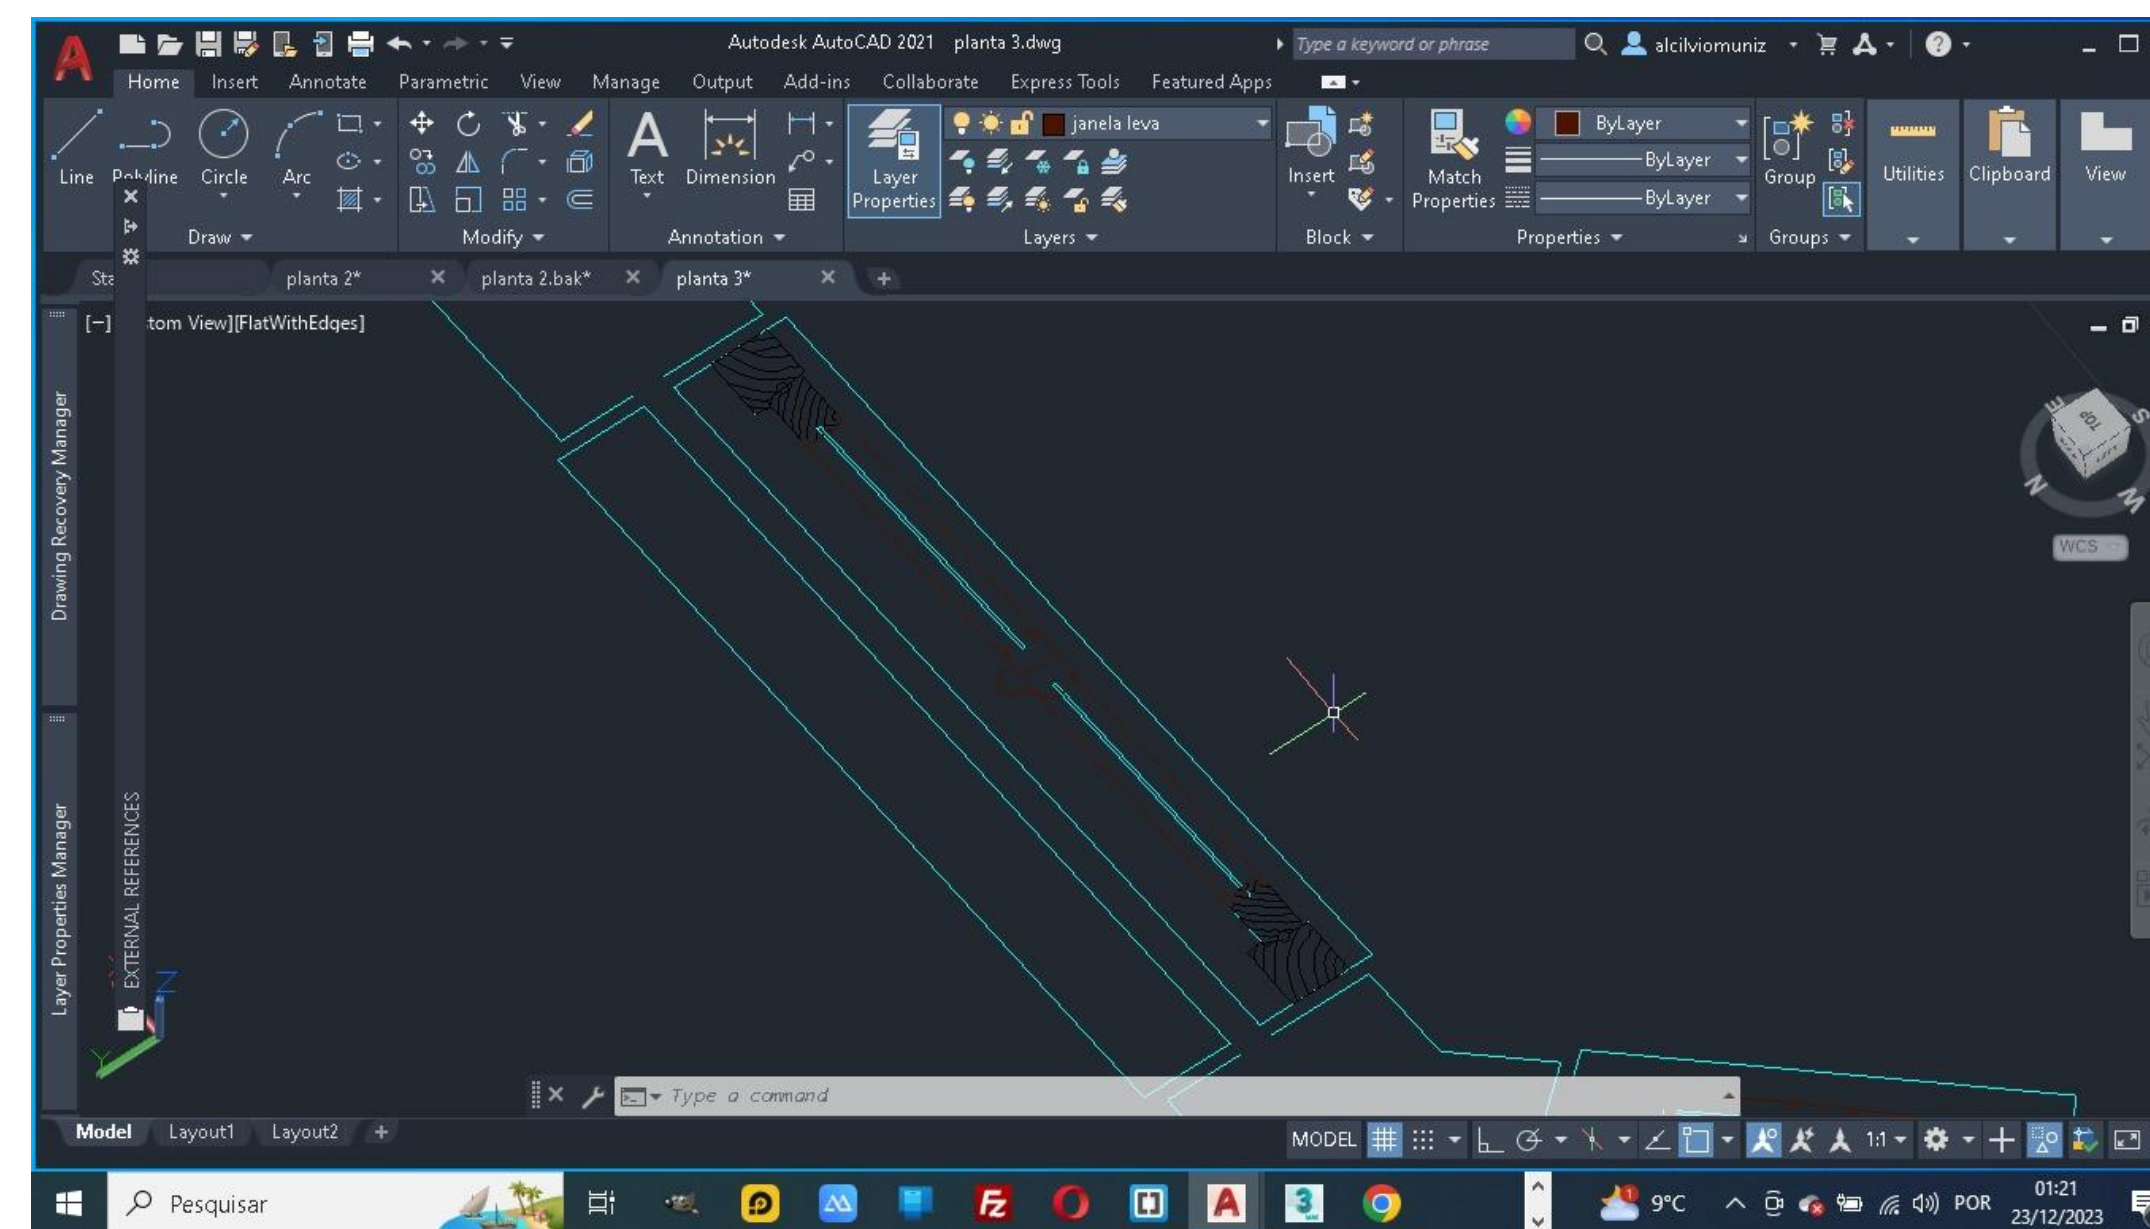 Autodesk AutoCAD 2021 planta 3.dwg
Type a keyword or phrase
alcilviomuniz
Home Insert Annotate Parametric View Manage Output Add-ins Collaborate Express Tools Featured Apps
janela leva
ByLayer
ByLayer
ByLayer
Line Polyline Circle Arc
Text Dimension
Layer Properties
Insert
Match Properties
Group
Utilities
Clipboard
View
Draw Modify Annotation Layers Block Properties Groups
Sta planta 2* planta 2.bak* planta 3*
[−] tom View][FlatWithEdges]
Drawing Recovery Manager
Layer Properties Manager
EXTERNAL REFERENCES
TOP
E
S
N
W
WCS
Z
Y
Type a command
Model Layout1 Layout2 +
MODEL 1:1
Pesquisar
9°C
POR
01:21
23/12/2023